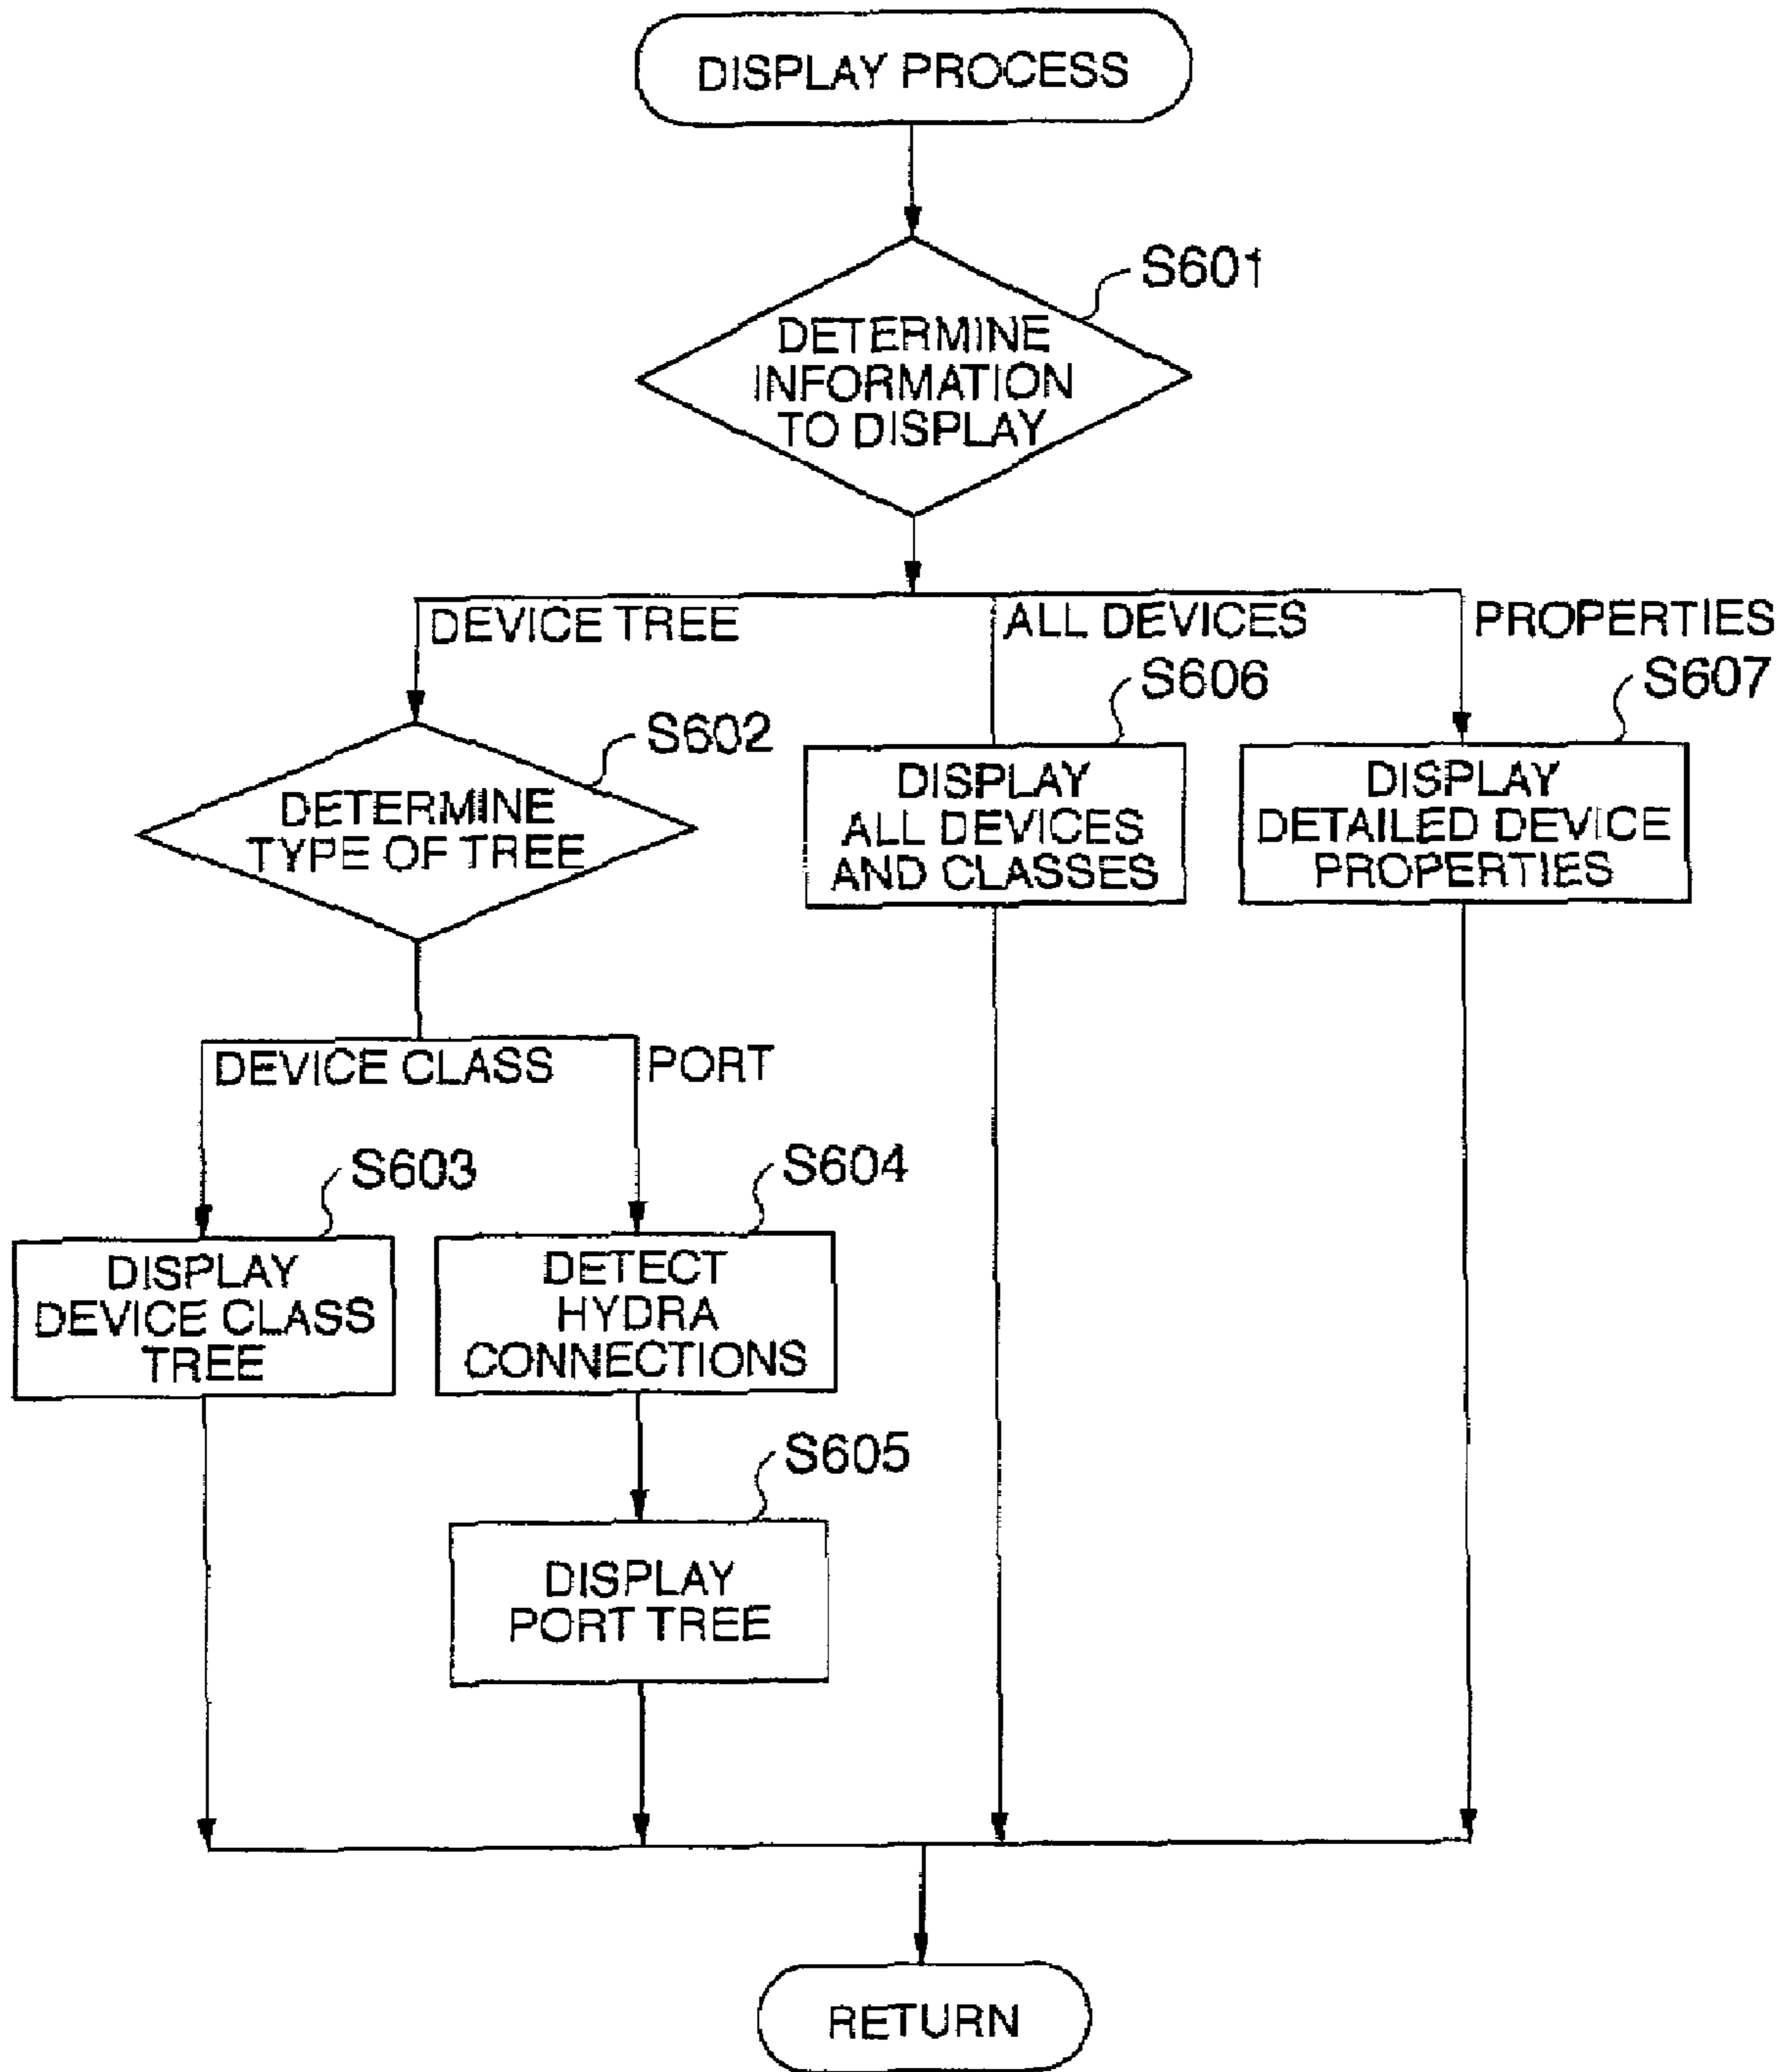 DISPLAY PROCESS
S601
DETERMINE
INFORMATION
TO DISPLAY
DEVICE TREE
ALL DEVICES
PROPERTIES
S602
DETERMINE
TYPE OF TREE
S606
DISPLAY
ALL DEVICES
AND CLASSES
S607
DISPLAY
DETAILED DEVICE
PROPERTIES
DEVICE CLASS
PORT
S603
DISPLAY
DEVICE CLASS
TREE
S604
DETECT
HYDRA
CONNECTIONS
S605
DISPLAY
PORT TREE
RETURN